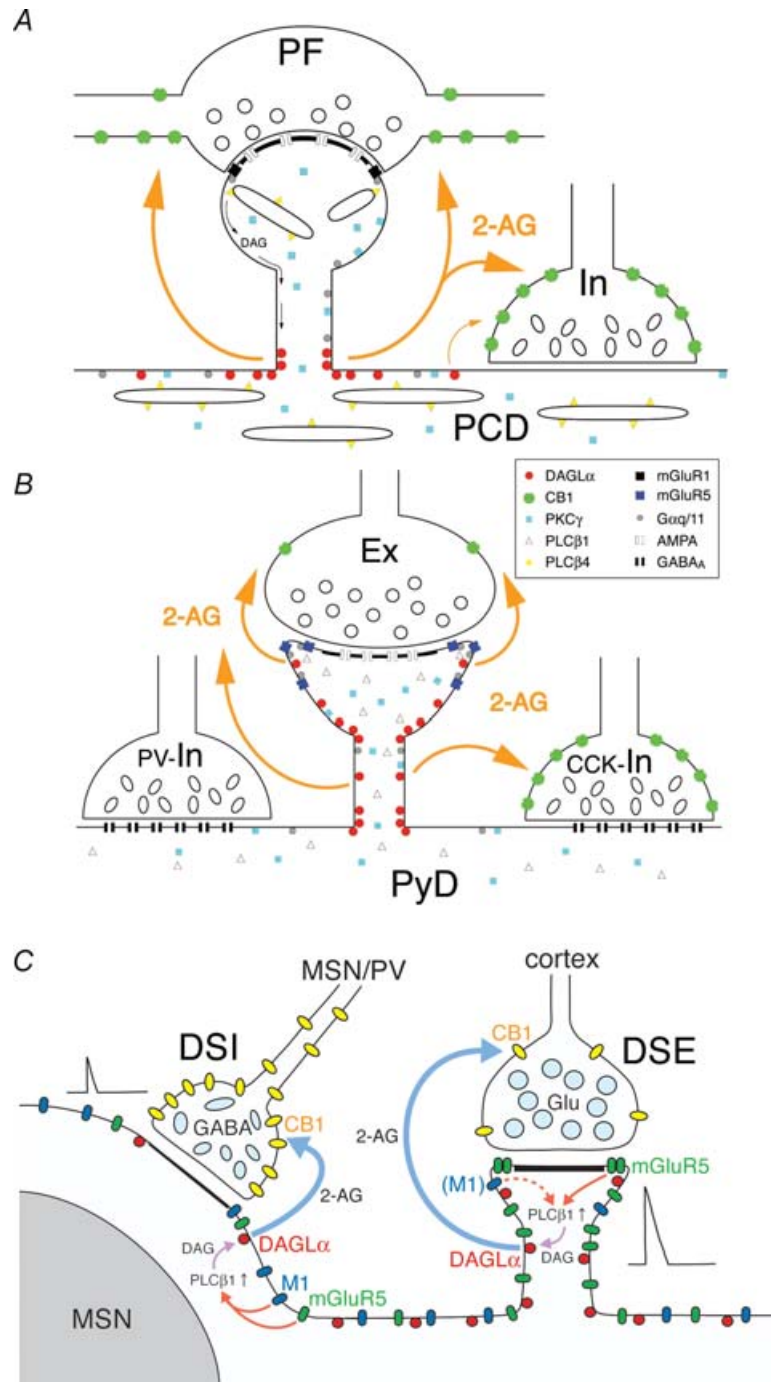 A
PF
DAG
2-AG
In
PCD
B
DAGLα
CB1
PKCγ
PLCβ1
PLCβ4
mGluR1
mGluR5
Gαq/11
AMPA
GABAA
Ex
2-AG
2-AG
PV-In
CCK-In
PyD
C
MSN/PV
cortex
DSI
CB1
DSE
GABA
CB1
Glu
2-AG
2-AG
(M1)
mGluR5
PLCβ1↑
DAG
DAGLα
DAGLα
DAG
PLCβ1↑
M1
mGluR5
MSN